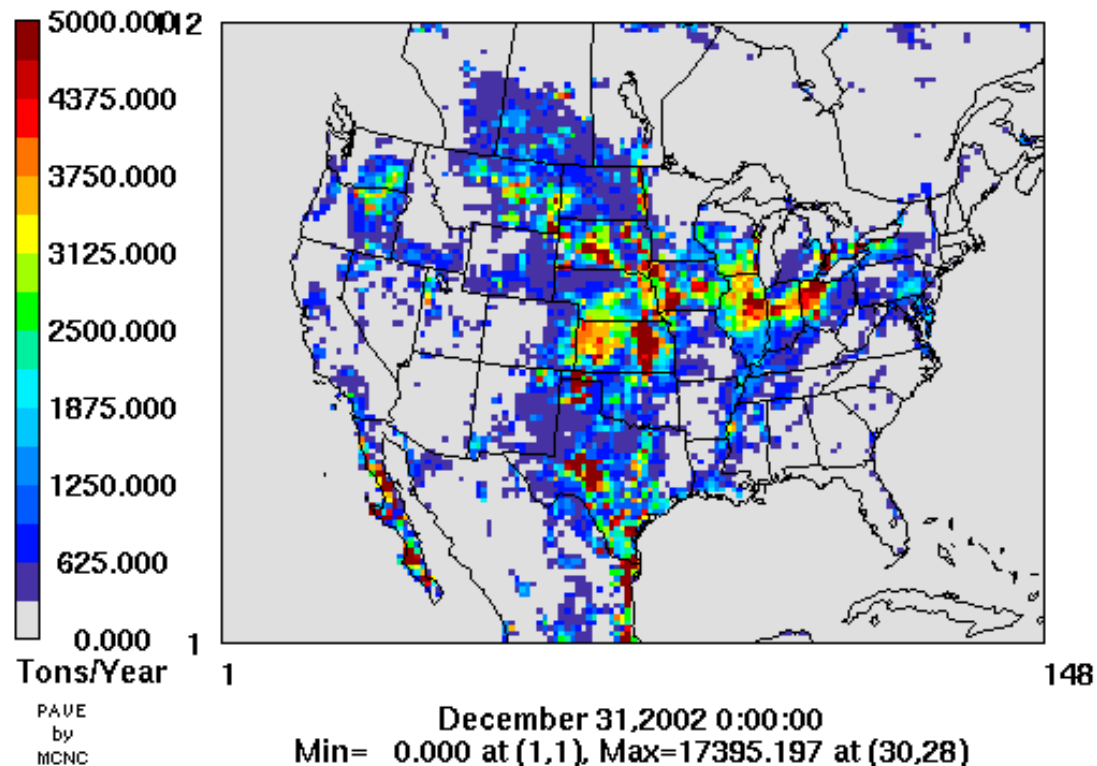 5000.000
112
4375.000
3750.000
3125.000
2500.000
1875.000
1250.000
625.000
0.000
1
Tons/Year
1
148
PAVE
by
MCNC
December 31,2002 0:00:00
Min= 0.000 at (1,1), Max=17395.197 at (30,28)